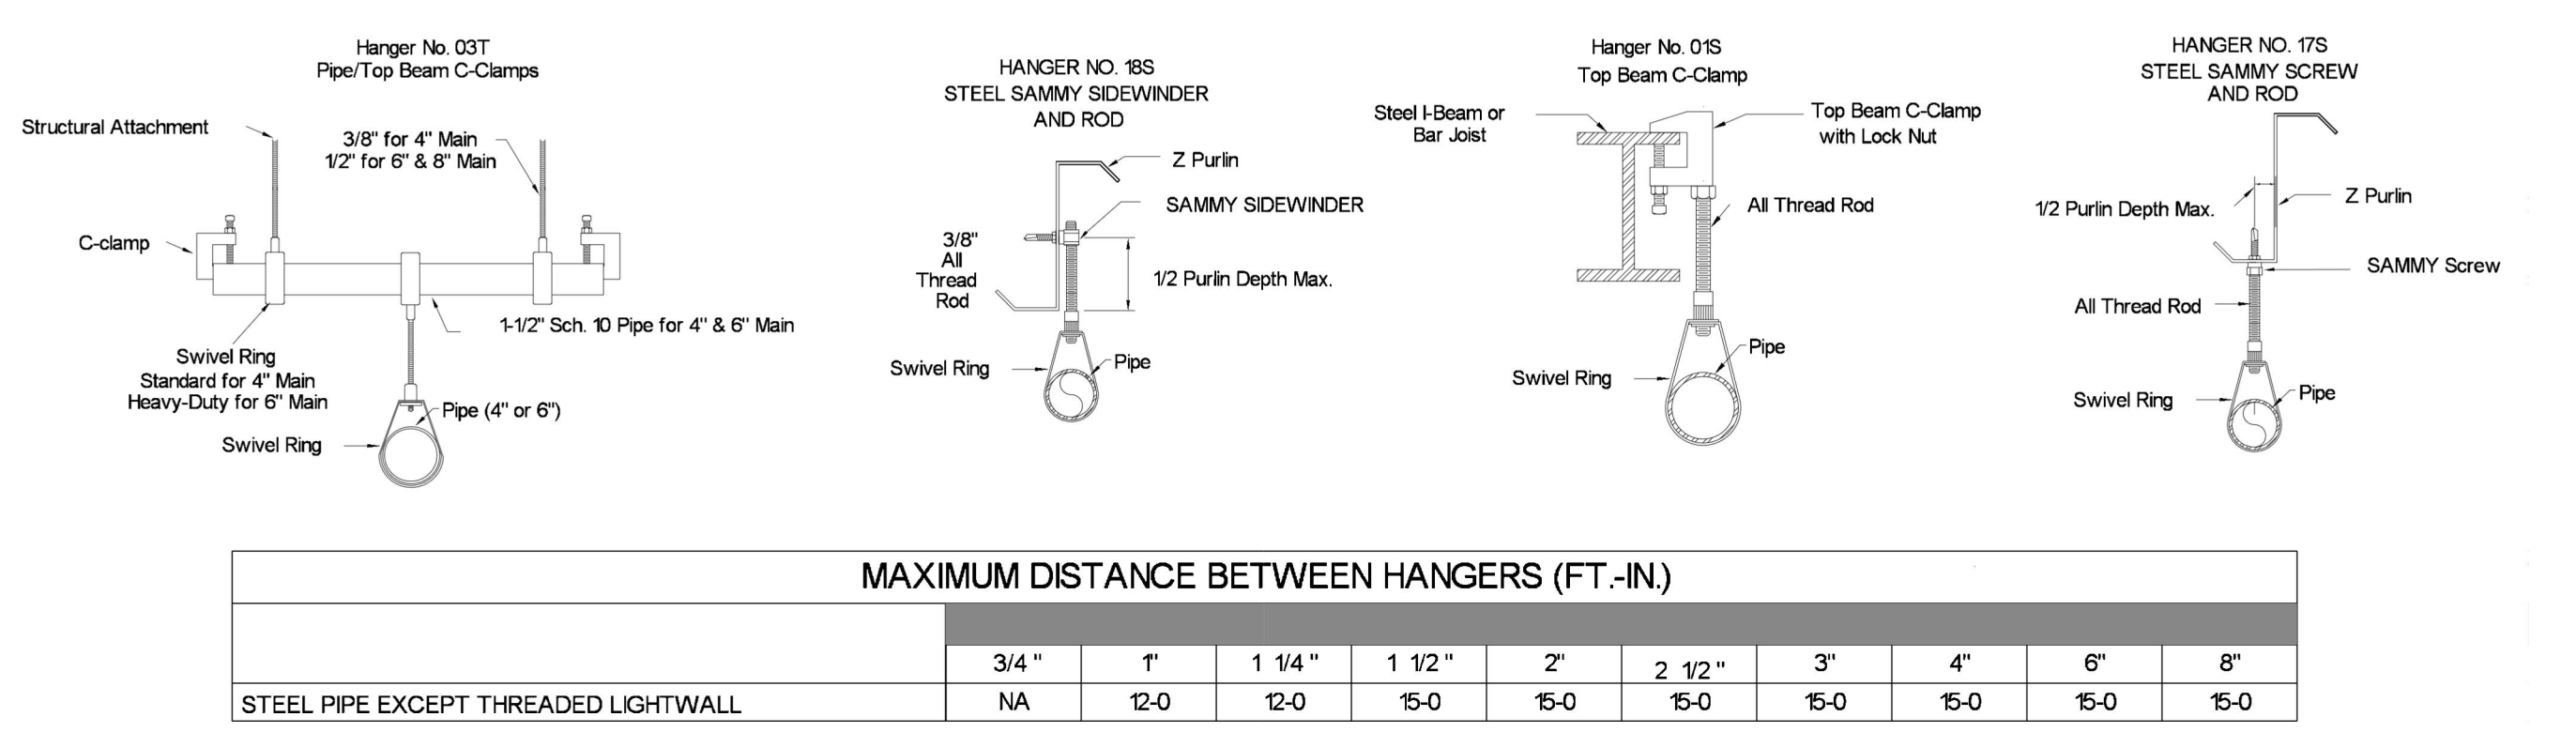 Hanger No. 03T
Pipe/Top Beam C-Clamps
Structural Attachment
3/8" for 4" Main
1/2" for 6" & 8" Main
C-clamp
1-1/2" Sch. 10 Pipe for 4" & 6" Main
Swivel Ring
Standard for 4" Main
Heavy-Duty for 6" Main
Pipe (4" or 6")
Swivel Ring
HANGER NO. 18S
STEEL SAMMY SIDEWINDER
AND ROD
Z Purlin
SAMMY SIDEWINDER
3/8"
All
Thread
Rod
1/2 Purlin Depth Max.
Swivel Ring
Pipe
Hanger No. 01S
Top Beam C-Clamp
Steel I-Beam or
Bar Joist
Top Beam C-Clamp
with Lock Nut
All Thread Rod
Pipe
Swivel Ring
HANGER NO. 17S
STEEL SAMMY SCREW
AND ROD
1/2 Purlin Depth Max.
Z Purlin
SAMMY Screw
All Thread Rod
Pipe
Swivel Ring
MAXIMUM DISTANCE BETWEEN HANGERS (FT.-IN.)
3/4 " 1" 1 1/4 " 1 1/2 " 2" 2 1/2 " 3" 4" 6" 8"
STEEL PIPE EXCEPT THREADED LIGHTWALL NA 12-0 12-0 15-0 15-0 15-0 15-0 15-0 15-0 15-0